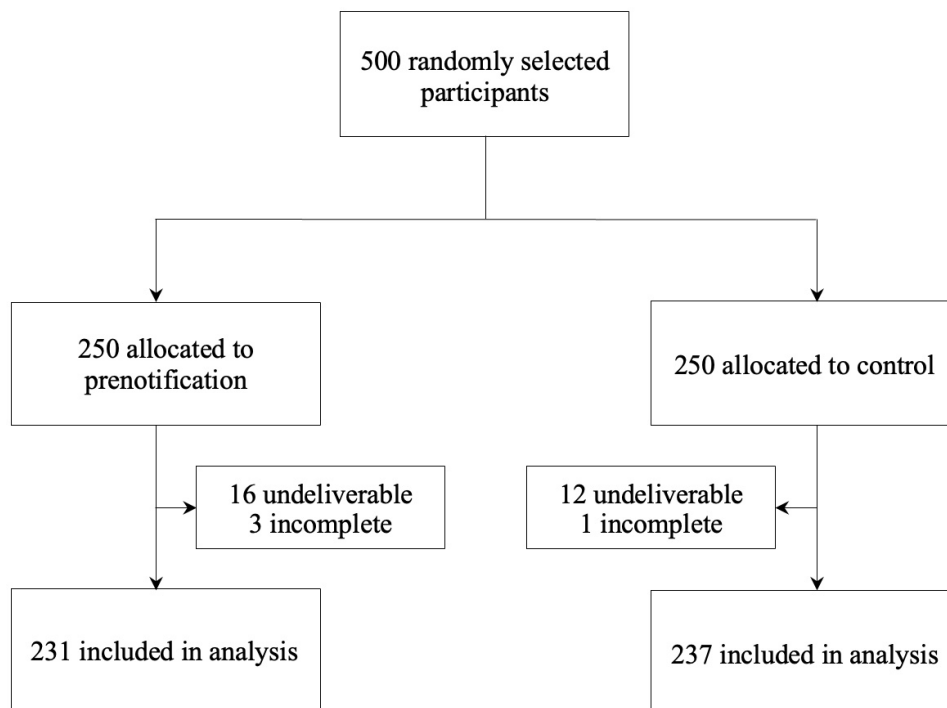 500 randomly selected
participants
250 allocated to
prenotification
250 allocated to control
16 undeliverable
3 incomplete
12 undeliverable
1 incomplete
231 included in analysis
237 included in analysis